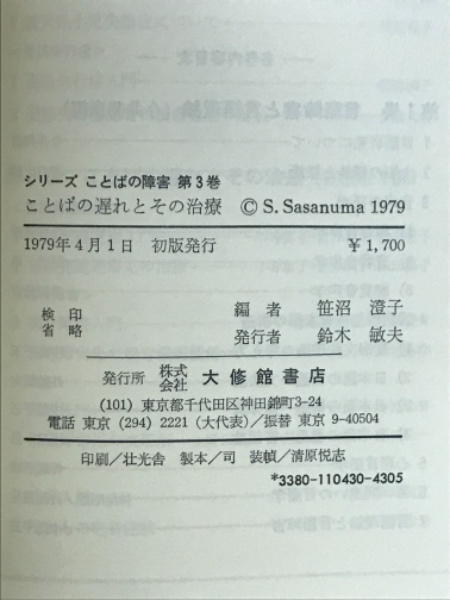 シリーズ ことばの障害 第3巻
ことばの遅れとその治療 © S. Sasanuma 1979
1979年4月1日 初版発行 ¥1,700
検印省略
編者 笹沼 澄子
発行者 鈴木 敏夫
発行所 株式会社 大修館書店
(101) 東京都千代田区神田錦町3-24
電話 東京 (294) 2221 (大代表)/振替 東京 9-40504
印刷/壮光舎 製本/司 装幀/清原悦志
*3380-110430-4305